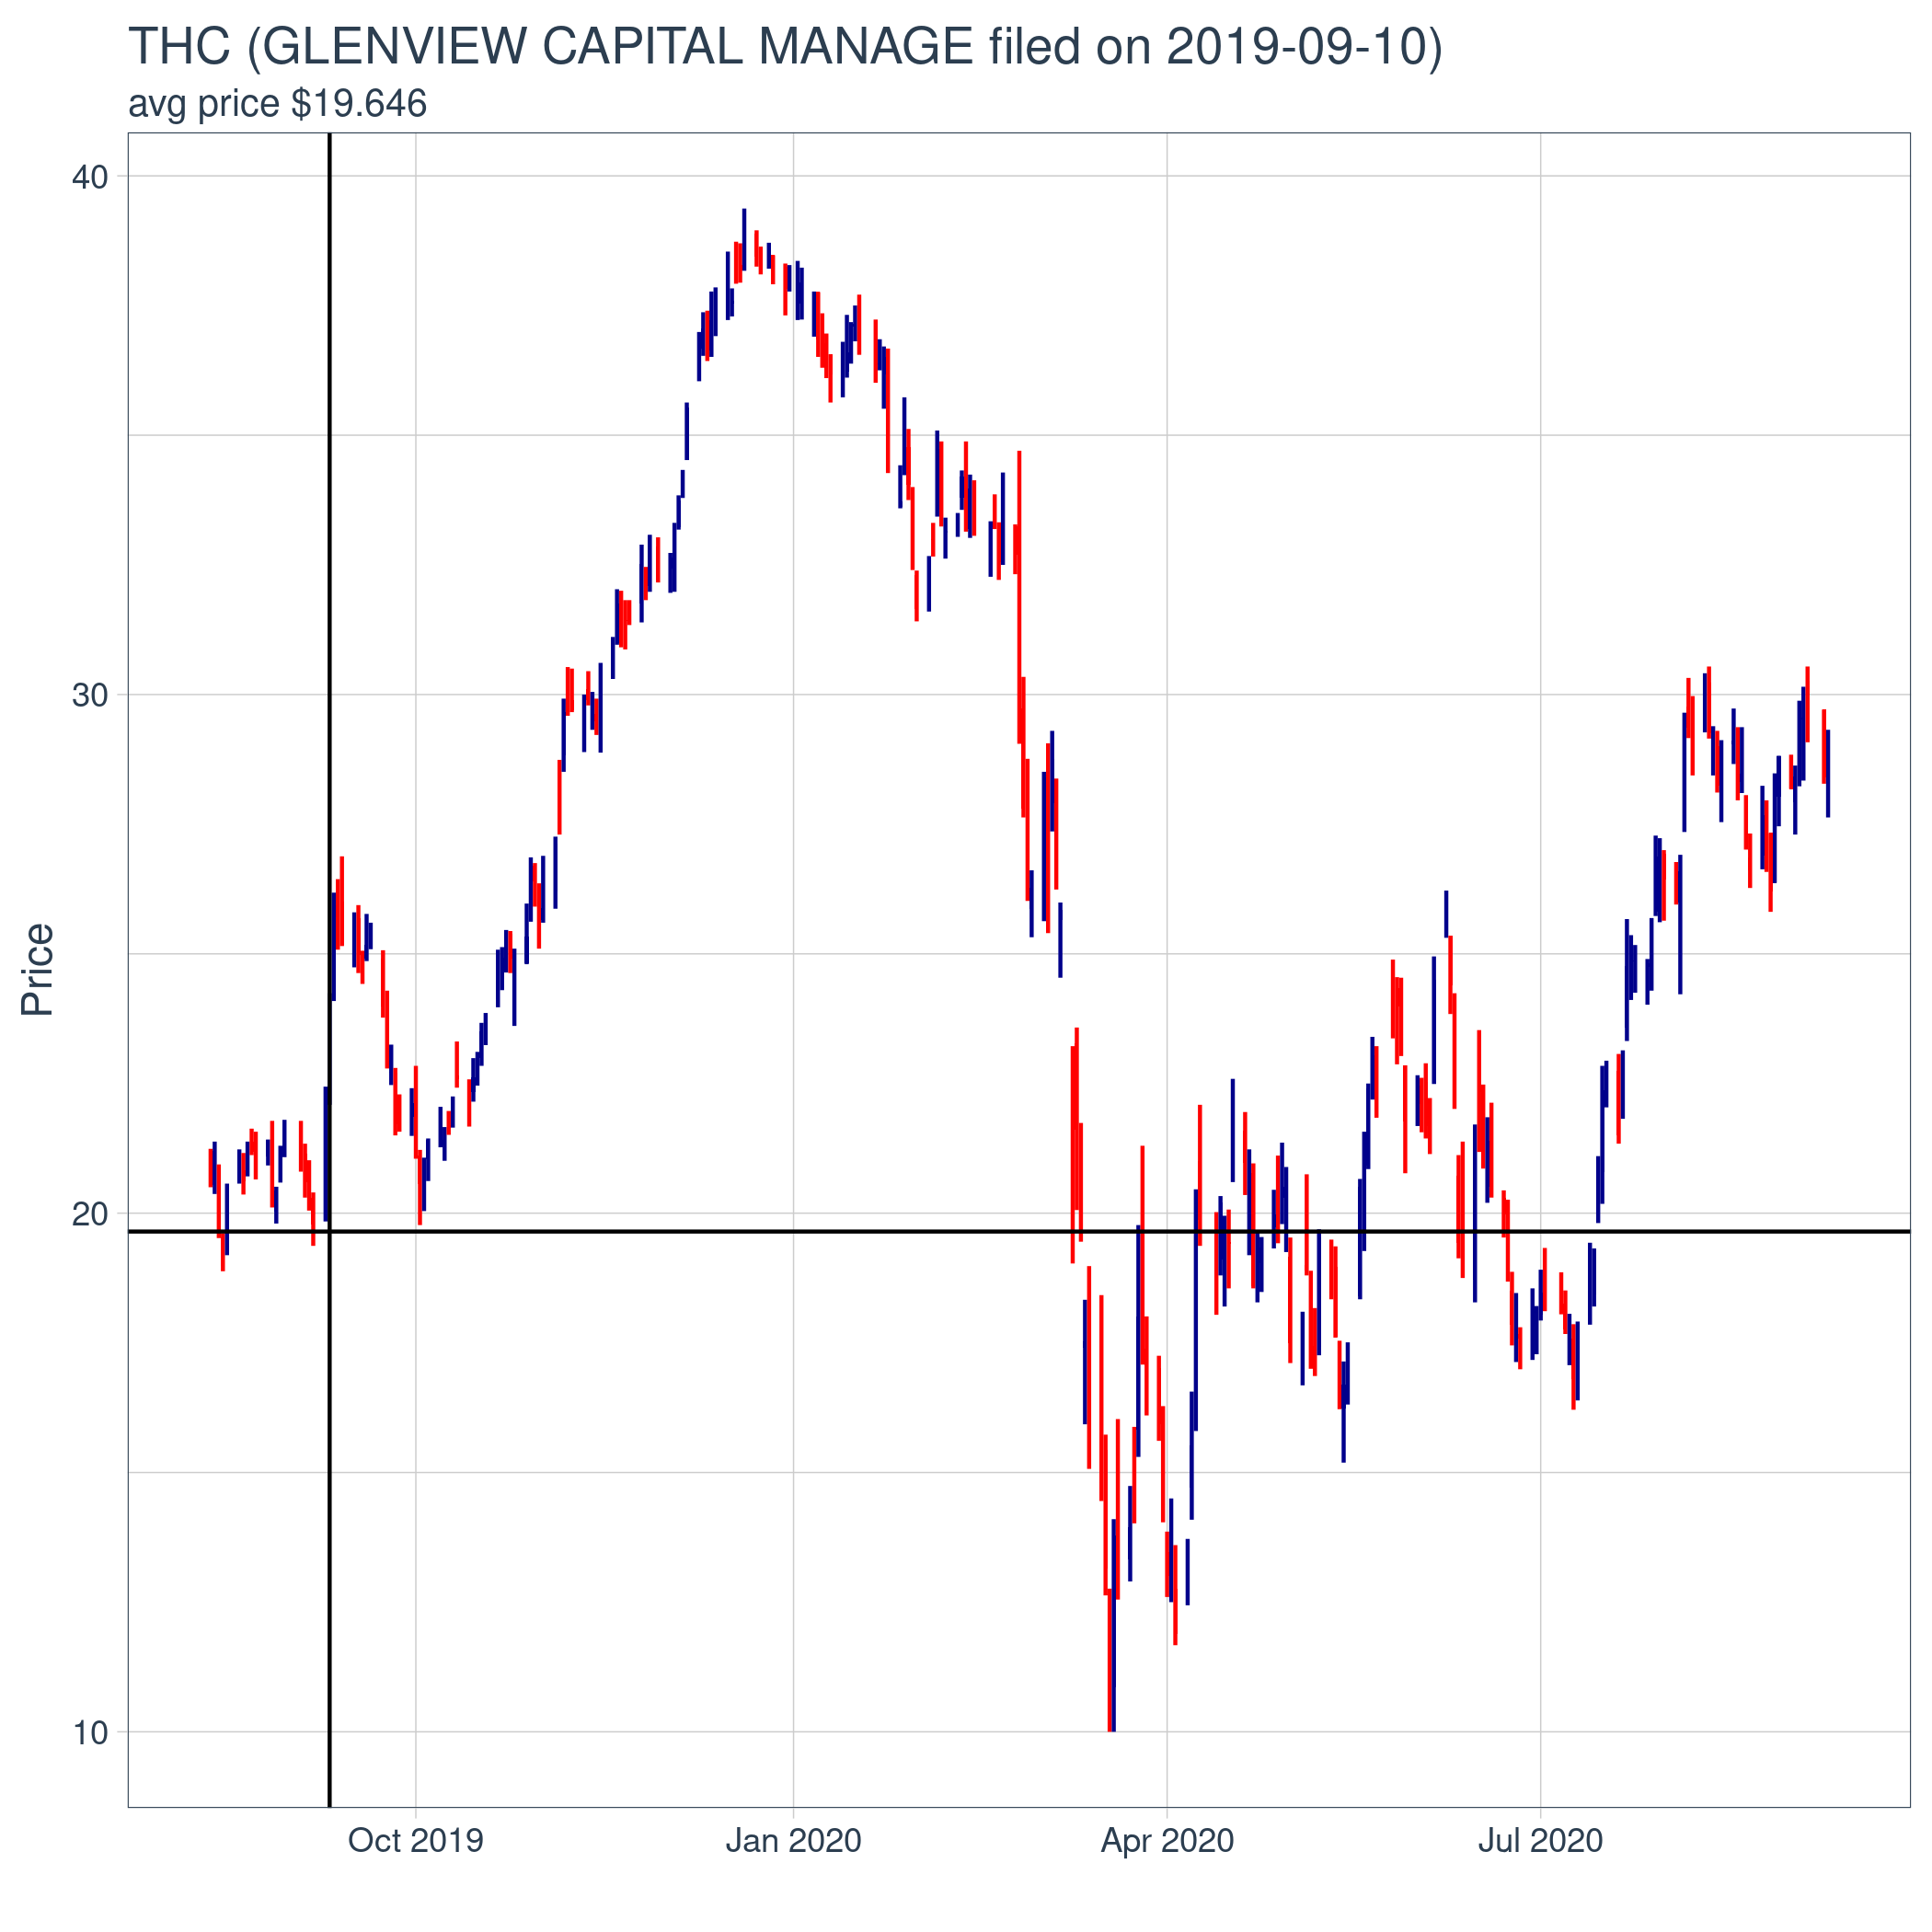 THC (GLENVIEW CAPITAL MANAGE filed on 2019-09-10)
avg price $19.646
40
30
20
10
Price
Oct 2019
Jan 2020
Apr 2020
Jul 2020